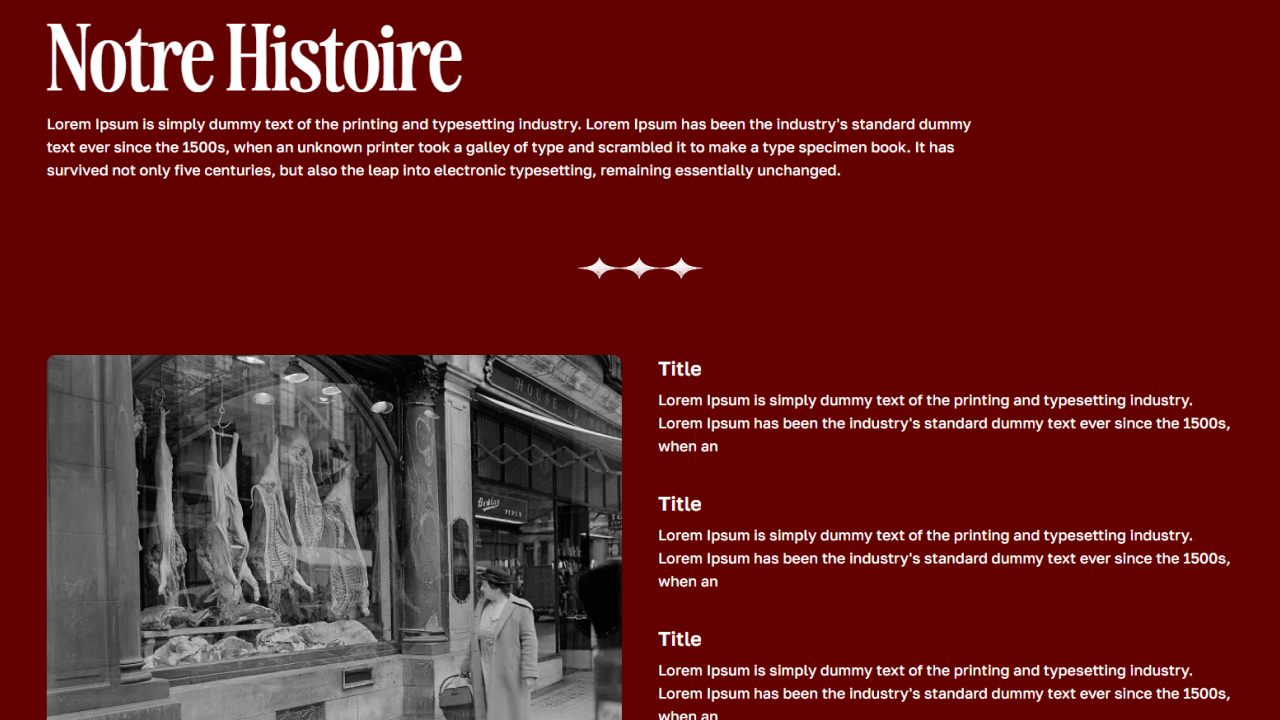 Notre Histoire
Lorem Ipsum is simply dummy text of the printing and typesetting industry. Lorem Ipsum has been the industry's standard dummy
text ever since the 1500s, when an unknown printer took a galley of type and scrambled it to make a type specimen book. It has
survived not only five centuries, but also the leap into electronic typesetting, remaining essentially unchanged.
HOUSE OF
Title
Lorem Ipsum is simply dummy text of the printing and typesetting industry.
Lorem Ipsum has been the industry's standard dummy text ever since the 1500s,
when an
Title
Lorem Ipsum is simply dummy text of the printing and typesetting industry.
Lorem Ipsum has been the industry's standard dummy text ever since the 1500s,
when an
Title
Lorem Ipsum is simply dummy text of the printing and typesetting industry.
Lorem Ipsum has been the industry's standard dummy text ever since the 1500s,
when an